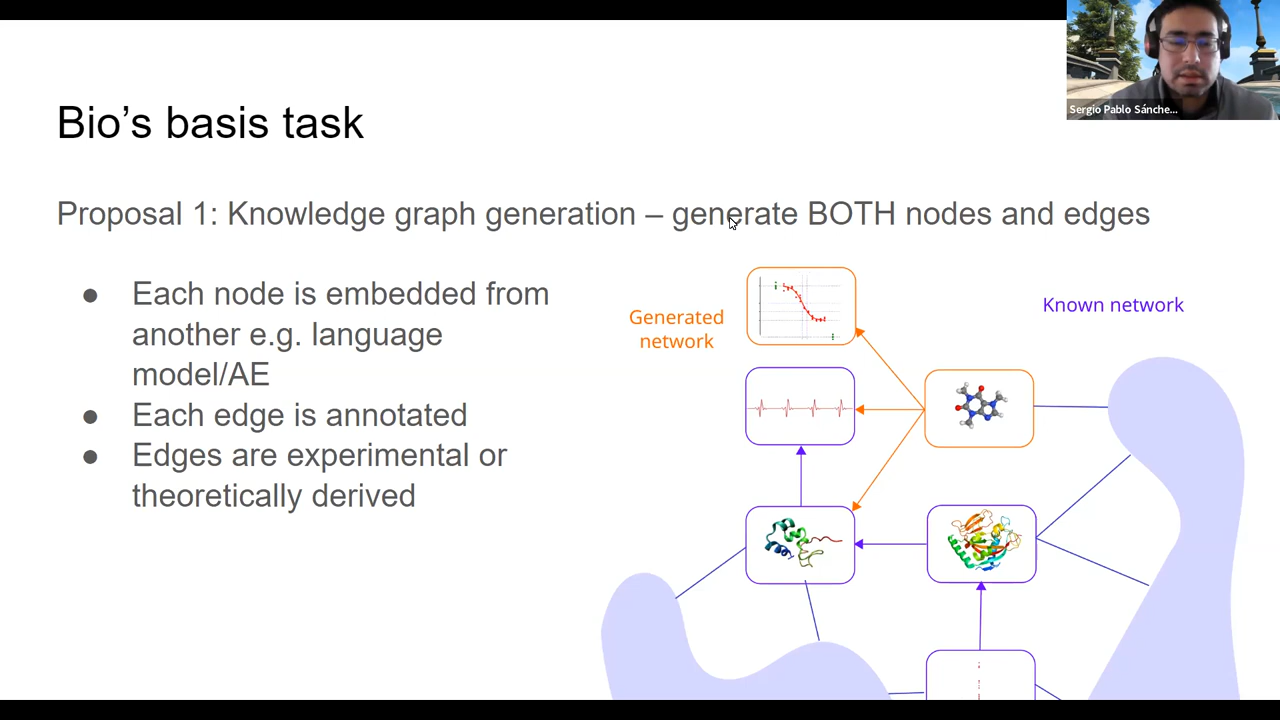 Sergio Pablo Sánche...
Bio's basis task
Proposal 1: Knowledge graph generation – generate BOTH nodes and edges
● Each node is embedded from
another e.g. language
model/AE
● Each edge is annotated
● Edges are experimental or
theoretically derived
Generated
network
Known network